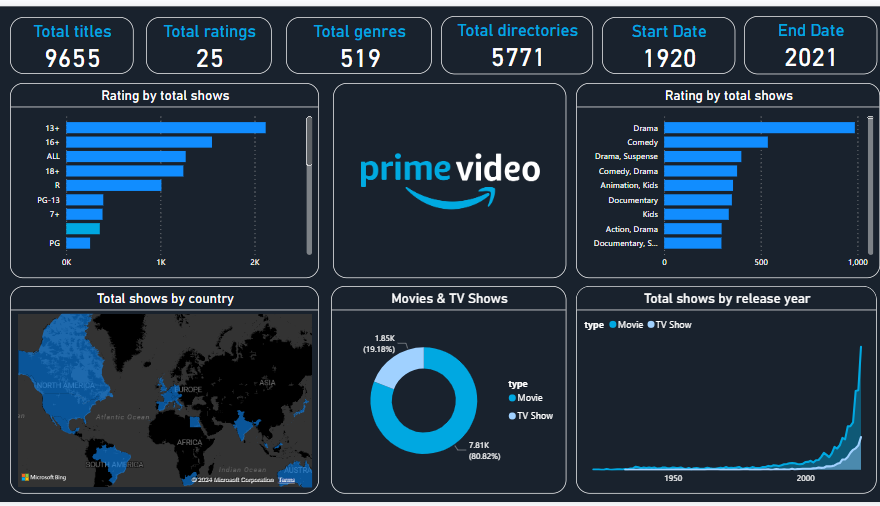 Total titles
9655
Total ratings
25
Total genres
519
Total directories
5771
Start Date
1920
End Date
2021
Rating by total shows
13+
16+
ALL
18+
R
PG-13
7+
PG
0K
1K
2K
prime video
Rating by total shows
Drama
Comedy
Drama, Suspense
Comedy, Drama
Animation, Kids
Documentary
Kids
Action, Drama
Documentary, S...
0
500
1,000
Total shows by country
NORTH AMERICA
EUROPE
ASIA
Atlantic Ocean
AFRICA
SOUTH AMERICA
Indian Ocean
AUSTRA
Microsoft Bing
© 2024 Microsoft Corporation Terms
Movies & TV Shows
1.85K
(19.18%)
7.81K
(80.82%)
type
Movie
TV Show
Total shows by release year
type Movie TV Show
1950
2000